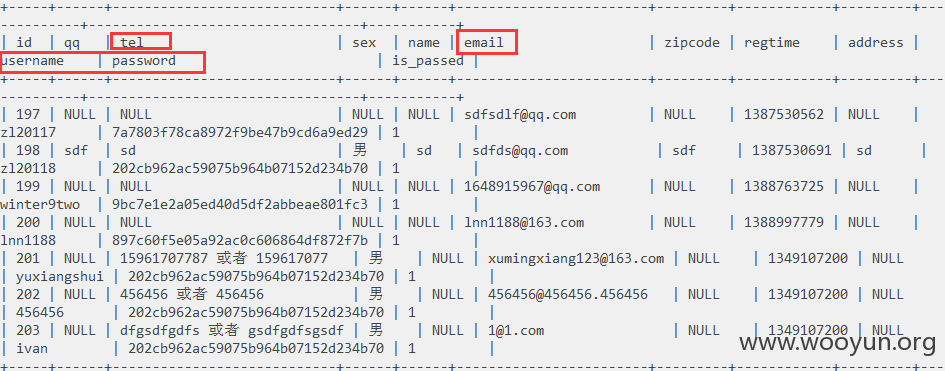 | id | qq | tel | sex | name | email | zipcode | regtime | address |
username | password | is_passed |
| 197 | NULL | NULL | NULL | NULL | sdfsdlf@qq.com | NULL | 1387530562 | NULL |
zl20117 | 7a7803f78ca8972f9be47b9cd6a9ed29 | 1 |
| 198 | sdf | sd | 男 | sd | sdfds@qq.com | sdf | 1387530691 | sd |
zl20118 | 202cb962ac59075b964b07152d234b70 | 1 |
| 199 | NULL | NULL | NULL | NULL | 1648915967@qq.com | NULL | 1388763725 | NULL |
winter9two | 9bc7e1e2a05ed40d5df2abbeae801fc3 | 1 |
| 200 | NULL | NULL | NULL | NULL | lnn1188@163.com | NULL | 1388997779 | NULL |
lnn1188 | 897c60f5e05a92ac0c606864df872f7b | 1 |
| 201 | 15961707787 或者 159617077 | 男 | NULL | xumingxiang123@163.com | NULL | 1349107200 | NULL |
| yuxiangshui | 202cb962ac59075b964b07152d234b70 | 1 |
| 202 | 456456 或者 456456 | 男 | NULL | 456456@456456.456456 | NULL | 1349107200 | NULL |
| 456456 | 202cb962ac59075b964b07152d234b70 | 1 |
| 203 | dfgsdfgdfs 或者 gsdfgdfsgsdf | 男 | NULL | 1@1.com | NULL | 1349107200 | NULL |
| ivan | 202cb962ac59075b964b07152d234b70 | 1 |
www.wooyun.org